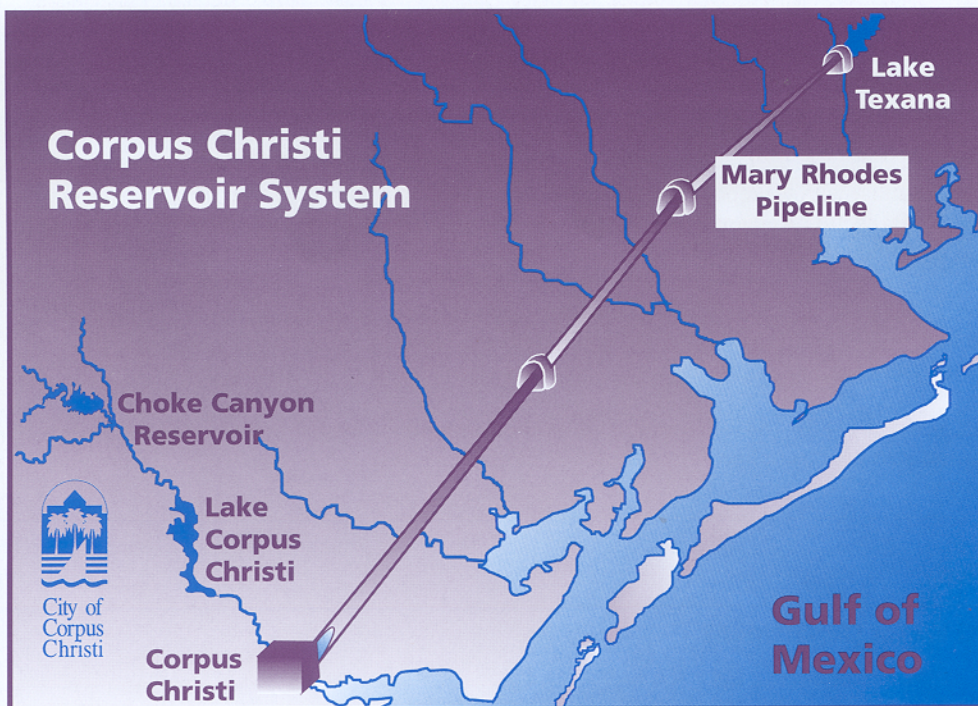 Corpus Christi
Reservoir System
Lake
Texana
Mary Rhodes
Pipeline
Choke Canyon
Reservoir
Lake
Corpus
Christi
City of
Corpus
Christi
Corpus
Christi
Gulf of
Mexico